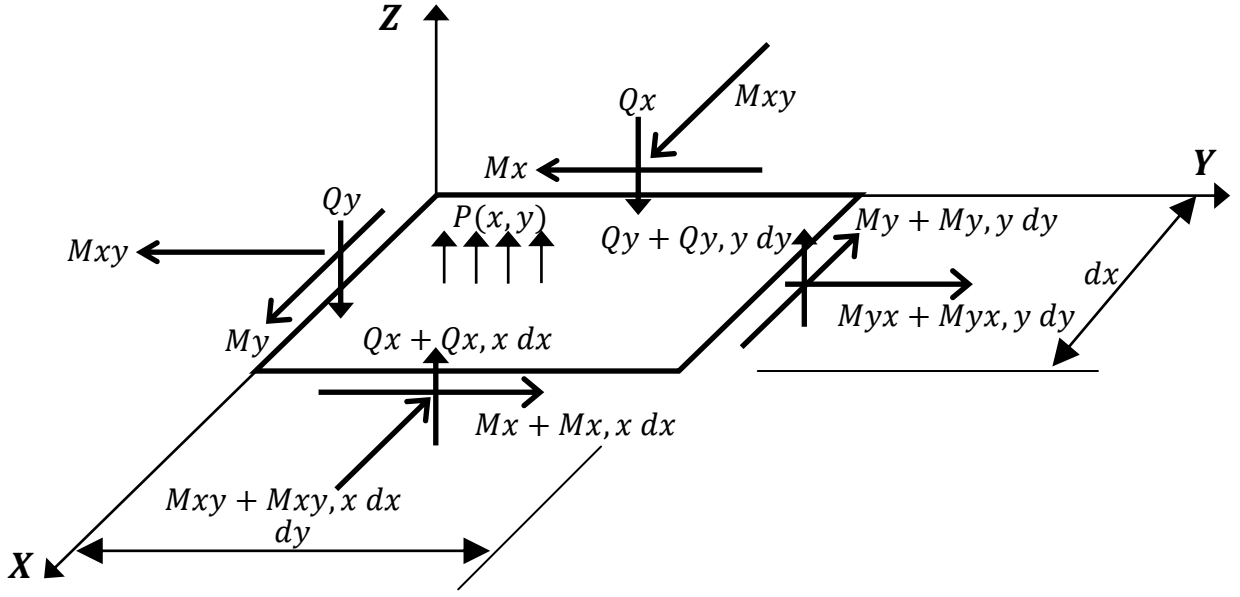 Z
Qx
Mxy
Mx
Y
Qy
P(x, y)
My + My, y dy
Qy + Qy, y dy
Mxy
dx
Myx + Myx, y dy
My
Qx + Qx, x dx
Mx + Mx, x dx
Mxy + Mxy, x dx
dy
X